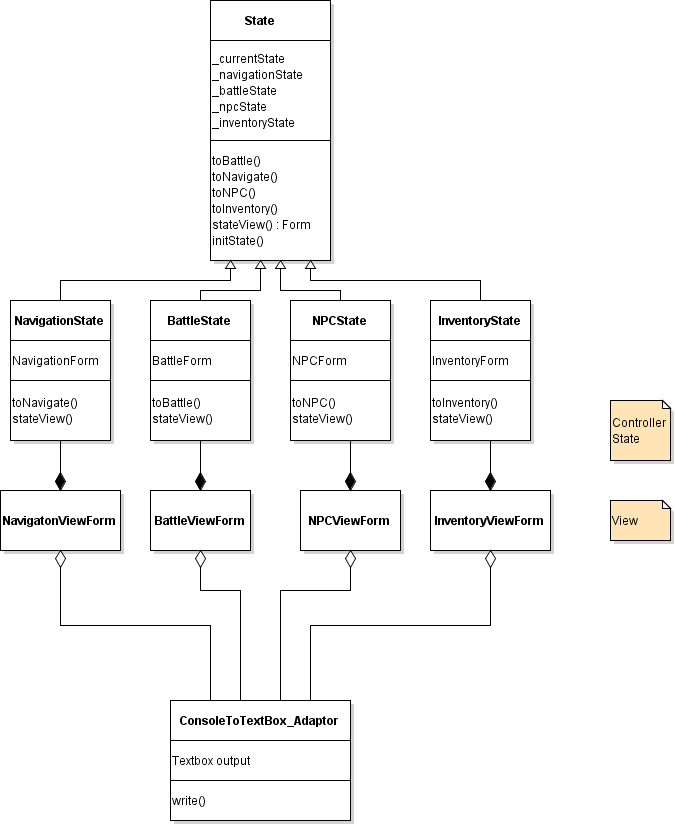 State
_currentState
_navigationState
_battleState
_npcState
_inventoryState
toBattle()
toNavigate()
toNPC()
toInventory()
stateView() : Form
initState()
NavigationState
NavigationForm
toNavigate()
stateView()
BattleState
BattleForm
toBattle()
stateView()
NPCState
NPCForm
toNPC()
stateView()
InventoryState
InventoryForm
toInventory()
stateView()
Controller
State
NavigatonViewForm
BattleViewForm
NPCViewForm
InventoryViewForm
View
ConsoleToTextBox_Adaptor
Textbox output
write()